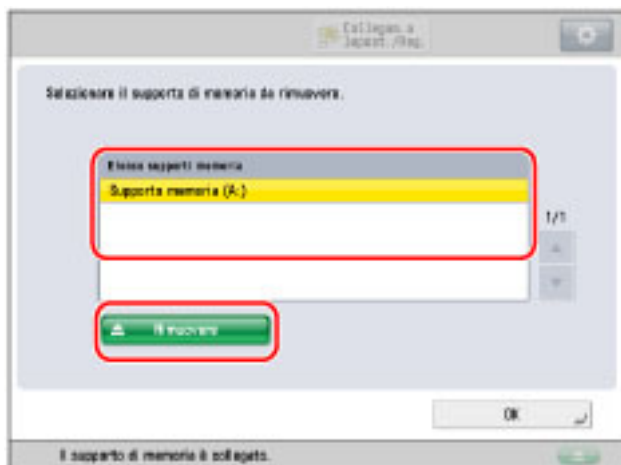 Collegam.a
Impost./Reg.
Selezionare il supporto di memoria da rimuovere.
Elenco supporti memoria
Supporto memoria (A:)
1/1
Rimuovere
OK
Il supporto di memoria è collegato.